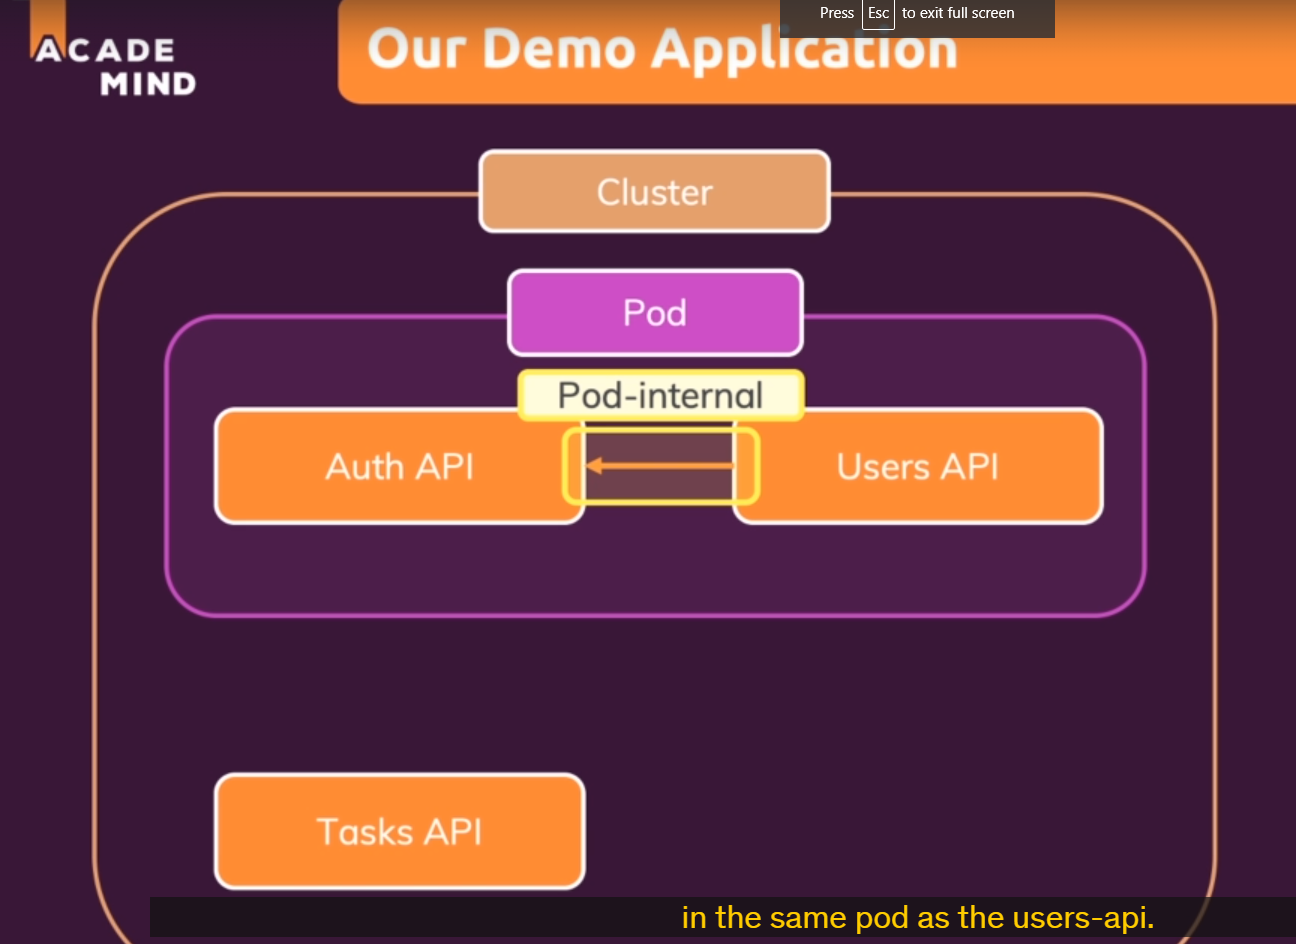 Press Esc to exit full screen
ACADE
MIND
Our Demo Application
Cluster
Pod
Pod-internal
Auth API
Users API
Tasks API
in the same pod as the users-api.